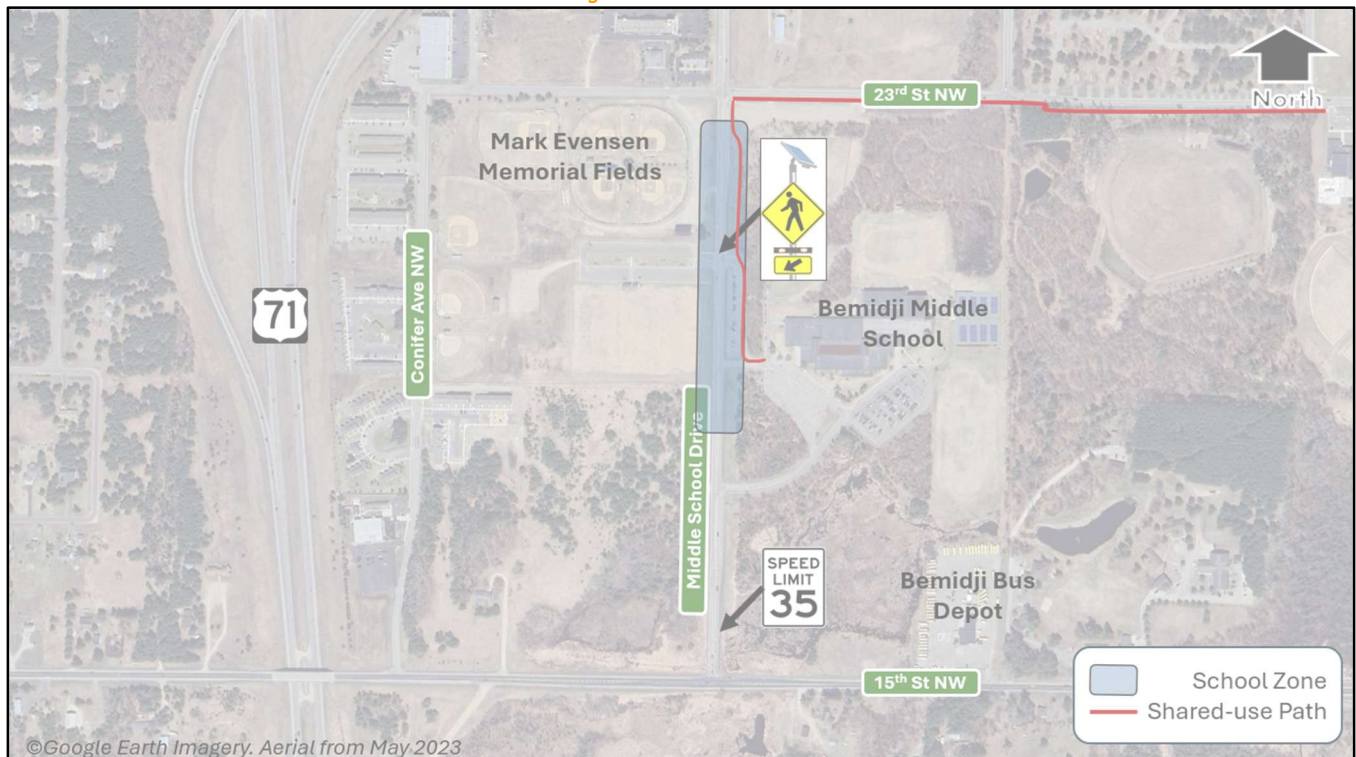 23rd St NW
North
Mark Evensen
Memorial Fields
Conifer Ave NW
71
Bemidji Middle
School
Middle School Drive
SPEED
LIMIT
35
Bemidji Bus
Depot
15th St NW
School Zone
Shared-use Path
©Google Earth Imagery. Aerial from May 2023